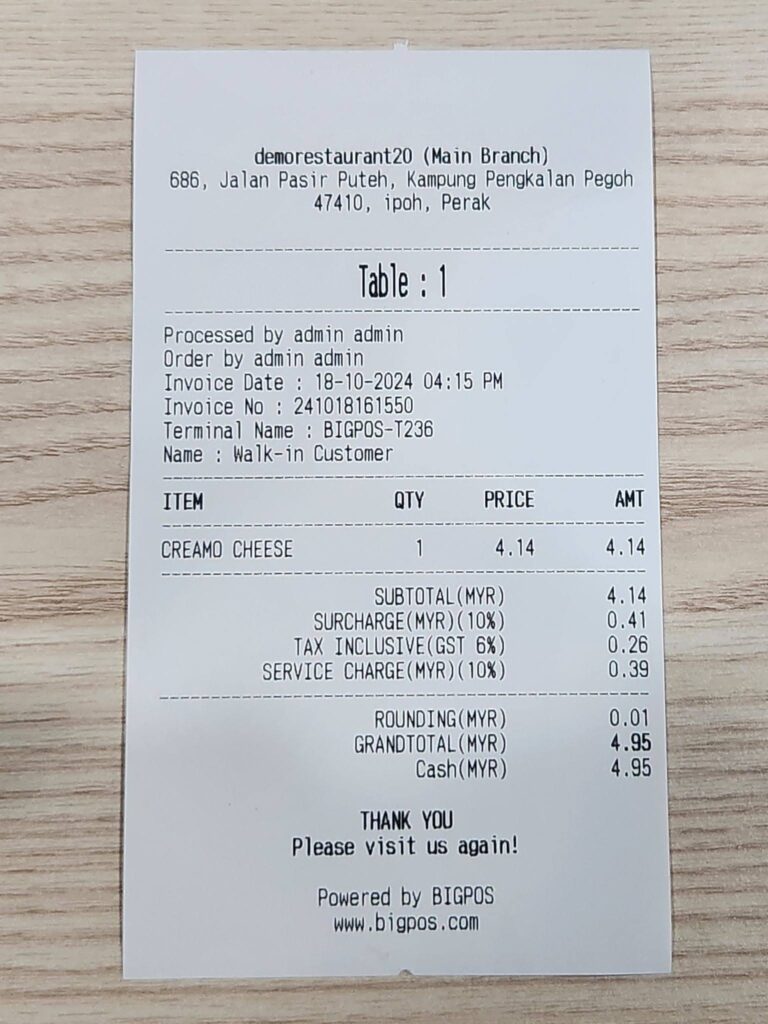 demorestaurant20 (Main Branch)
686, Jalan Pasir Puteh, Kampung Pengkalan Pegoh
47410, ipoh, Perak
Table : 1
Processed by admin admin
Order by admin admin
Invoice Date : 18-10-2024 04:15 PM
Invoice No : 241018161550
Terminal Name : BIGPOS-T236
Name : Walk-in Customer
ITEM QTY PRICE AMT
CREAMO CHEESE 1 4.14 4.14
SUBTOTAL(MYR) 4.14
SURCHARGE(MYR)(10%) 0.41
TAX INCLUSIVE(GST 6%) 0.26
SERVICE CHARGE(MYR)(10%) 0.39
ROUNDING(MYR) 0.01
GRANDTOTAL(MYR) 4.95
Cash(MYR) 4.95
THANK YOU
Please visit us again!
Powered by BIGPOS
www.bigpos.com